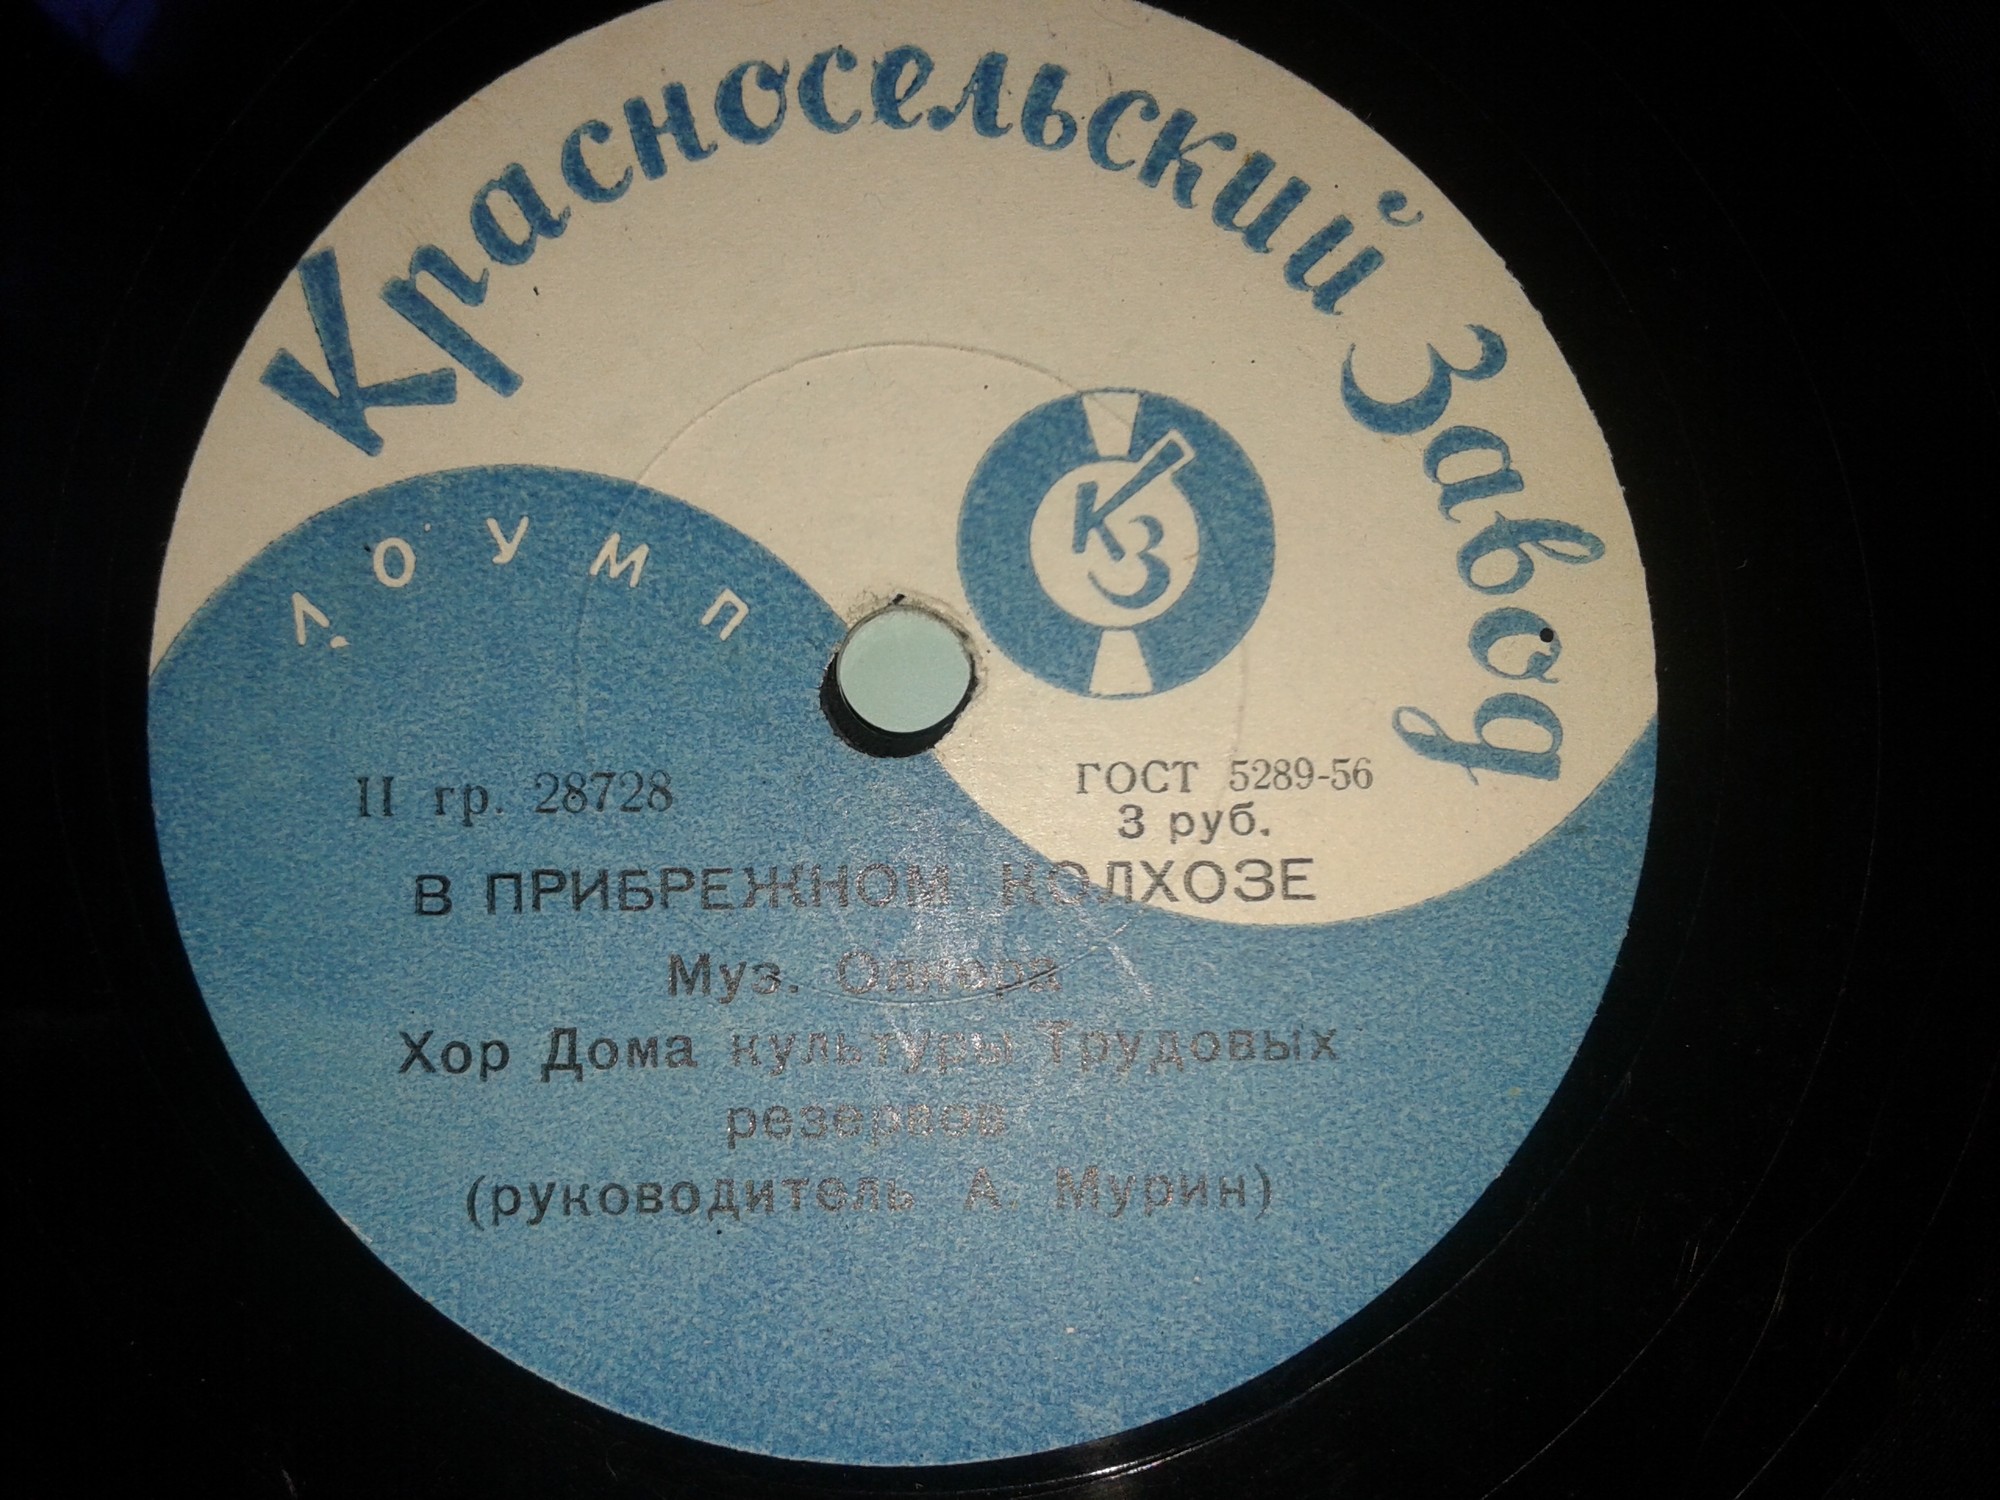 Красносельский Завод
ЛОУМП
КЗ
II гр. 28728
ГОСТ 5289-56
3 руб.
В ПРИБРЕЖНОМ КОЛХОЗЕ
Муз.
Хор Дома культуры Трудовых
резервов
(руководитель А. Мурин)